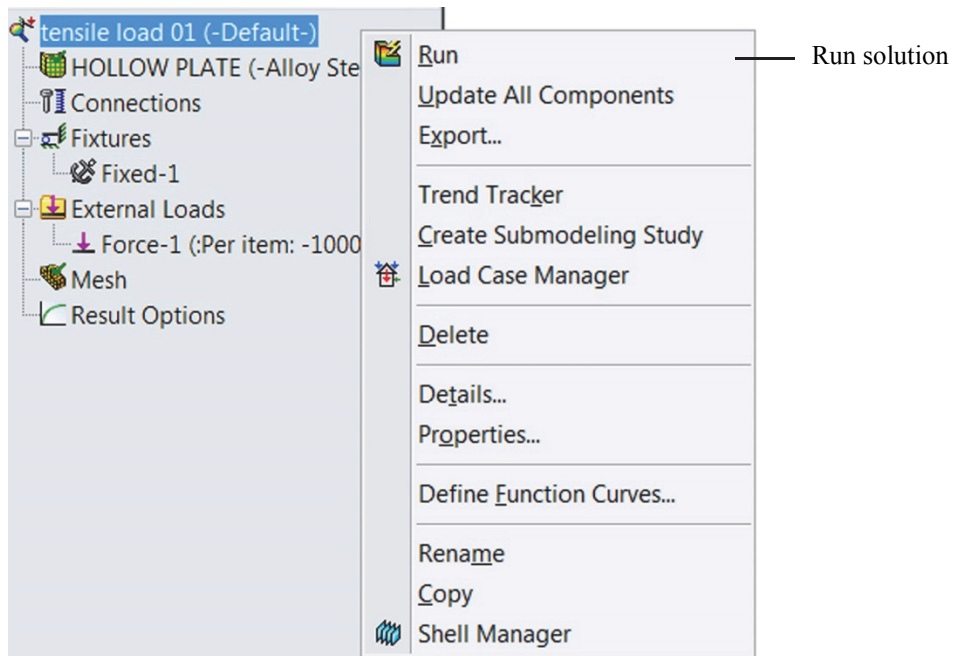 tensile load 01 (-Default-)
HOLLOW PLATE (-Alloy Ste
Connections
Fixtures
Fixed-1
External Loads
Force-1 (:Per item: -1000
Mesh
Result Options
Run
Update All Components
Export...
Trend Tracker
Create Submodeling Study
Load Case Manager
Delete
Details...
Properties...
Define Function Curves...
Rename
Copy
Shell Manager
Run solution